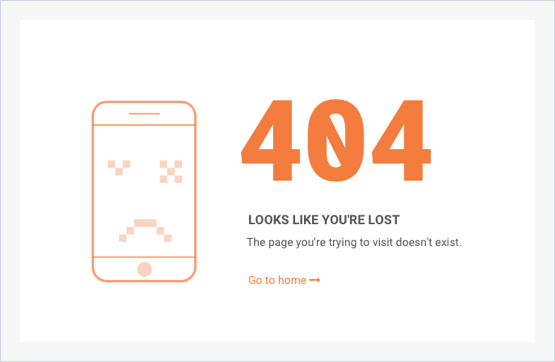 404
LOOKS LIKE YOU'RE LOST
The page you're trying to visit doesn't exist.
Go to home →